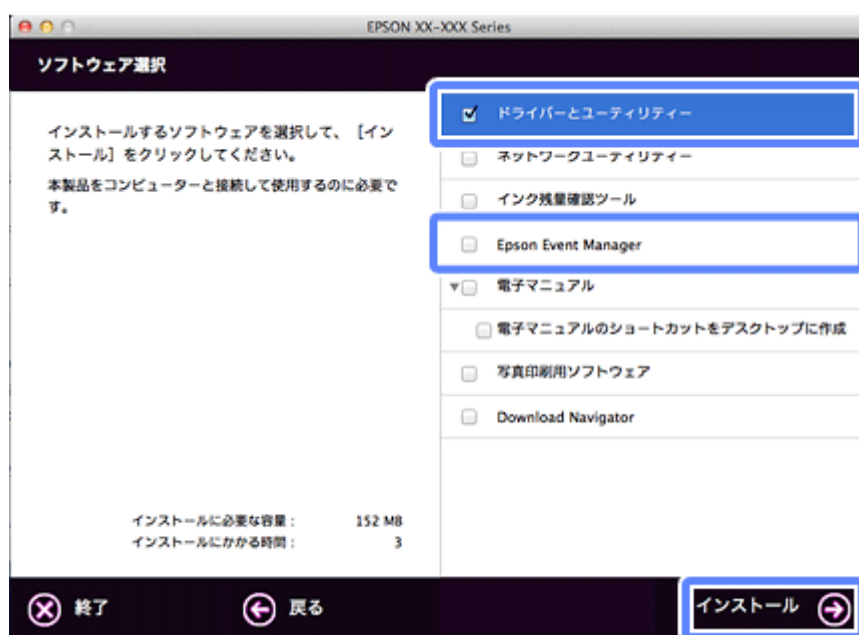 EPSON XX-XXX Series
ソフトウェア選択
インストールするソフトウェアを選択して、［イン
ストール］をクリックしてください。
本製品をコンピューターと接続して使用するのに必要で
す。
ドライバーとユーティリティー
ネットワークユーティリティー
インク残量確認ツール
Epson Event Manager
電子マニュアル
電子マニュアルのショートカットをデスクトップに作成
写真印刷用ソフトウェア
Download Navigator
インストールに必要な容量： 152 MB
インストールにかかる時間： 3
終了
戻る
インストール